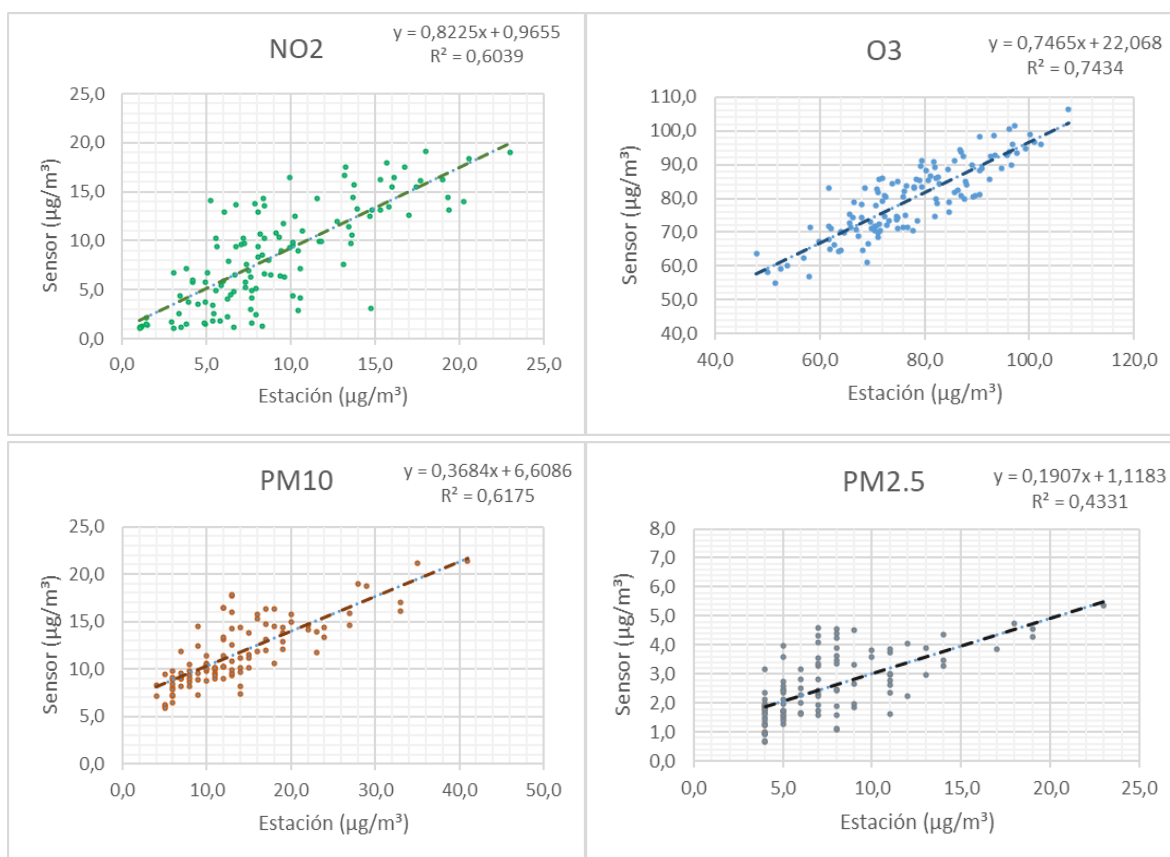 NO2
y = 0,8225x + 0,9655
R² = 0,6039
25,0
20,0
15,0
10,0
5,0
0,0
Sensor (µg/m³)
0,0 5,0 10,0 15,0 20,0 25,0
Estación (µg/m³)
O3
y = 0,7465x + 22,068
R² = 0,7434
110,0
100,0
90,0
80,0
70,0
60,0
50,0
40,0
Sensor (µg/m³)
40,0 60,0 80,0 100,0 120,0
Estación (µg/m³)
PM10
y = 0,3684x + 6,6086
R² = 0,6175
25,0
20,0
15,0
10,0
5,0
0,0
Sensor (µg/m³)
0,0 10,0 20,0 30,0 40,0 50,0
Estación (µg/m³)
PM2.5
y = 0,1907x + 1,1183
R² = 0,4331
8,0
7,0
6,0
5,0
4,0
3,0
2,0
1,0
0,0
Sensor (µg/m³)
0,0 5,0 10,0 15,0 20,0 25,0
Estación (µg/m³)